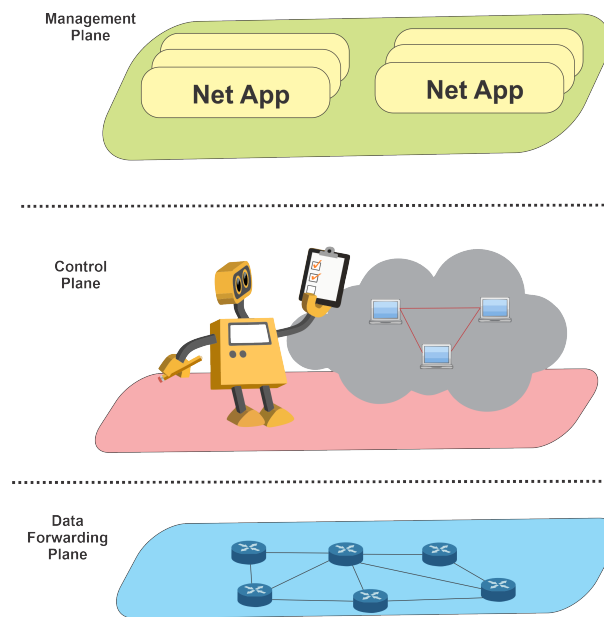 Management
Plane
Net App
Net App
Control
Plane
Data
Forwarding
Plane